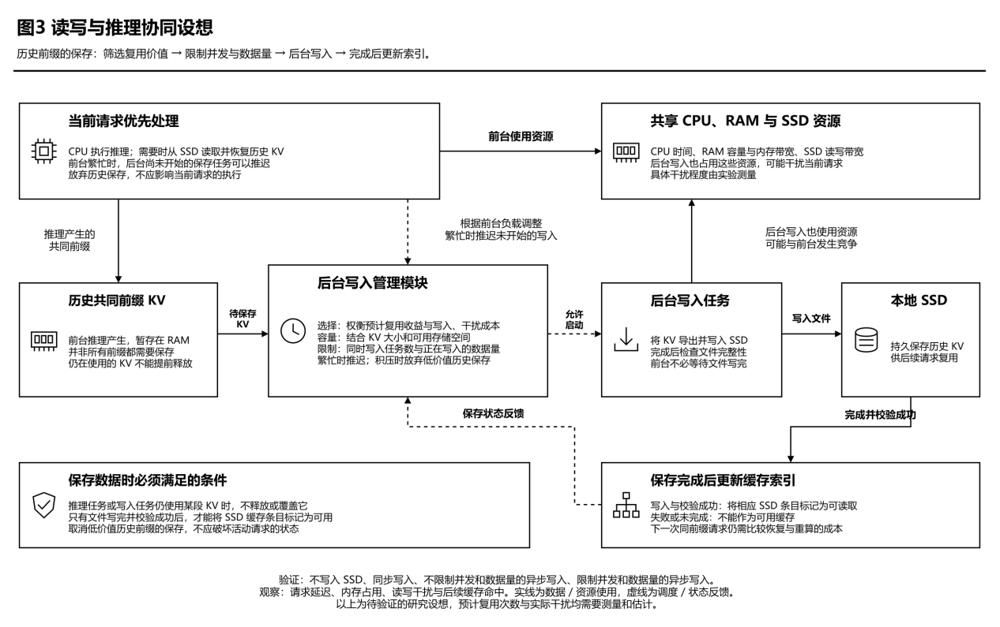 图3 读写与推理协同设想
历史前缀的保存：筛选复用价值 → 限制并发与数据量 → 后台写入 → 完成后更新索引。
当前请求优先处理
CPU 执行推理；需要时从 SSD 读取并恢复历史 KV
前台繁忙时，后台尚未开始的保存任务可以推迟
放弃历史保存，不应影响当前请求的执行
前台使用资源
共享 CPU、RAM 与 SSD 资源
CPU 时间、RAM 容量与内存带宽、SSD 读写带宽
后台写入也占用这些资源，可能干扰当前请求
具体干扰程度由实验测量
推理产生的
共同前缀
根据前台负载调整
繁忙时推迟未开始的写入
后台写入也使用资源
可能与前台发生竞争
历史共同前缀 KV
前台推理产生，暂存在 RAM
并非所有前缀都需要保存
仍在使用的 KV 不能提前释放
待保存
KV
后台写入管理模块
选择：权衡预计复用收益与写入、干扰成本
容量：结合 KV 大小和可用存储空间
限制：同时写入任务数与正在写入的数据量
繁忙时推迟；积压时放弃低价值历史保存
允许
启动
后台写入任务
将 KV 导出并写入 SSD
完成后检查文件完整性
前台不必等待文件写完
写入文件
本地 SSD
持久保存历史 KV
供后续请求复用
保存状态反馈
完成并校验成功
保存数据时必须满足的条件
推理任务或写入任务仍使用某段 KV 时，不释放或覆盖它
只有文件写完并校验成功后，才能将 SSD 缓存条目标记为可用
取消低价值历史前缀的保存，不应破坏活动请求的状态
保存完成后更新缓存索引
写入与校验成功：将相应 SSD 条目标记为可读取
失败或未完成：不能作为可用缓存
下一次同前缀请求仍需比较恢复与重算的成本
验证：不写入 SSD、同步写入、不限制并发和数据量的异步写入、限制并发和数据量的异步写入。
观察：请求延迟、内存占用、读写干扰与后续缓存命中。实线为数据 / 资源使用，虚线为调度 / 状态反馈。
以上为待验证的研究设想，预计复用次数与实际干扰均需要测量和估计。